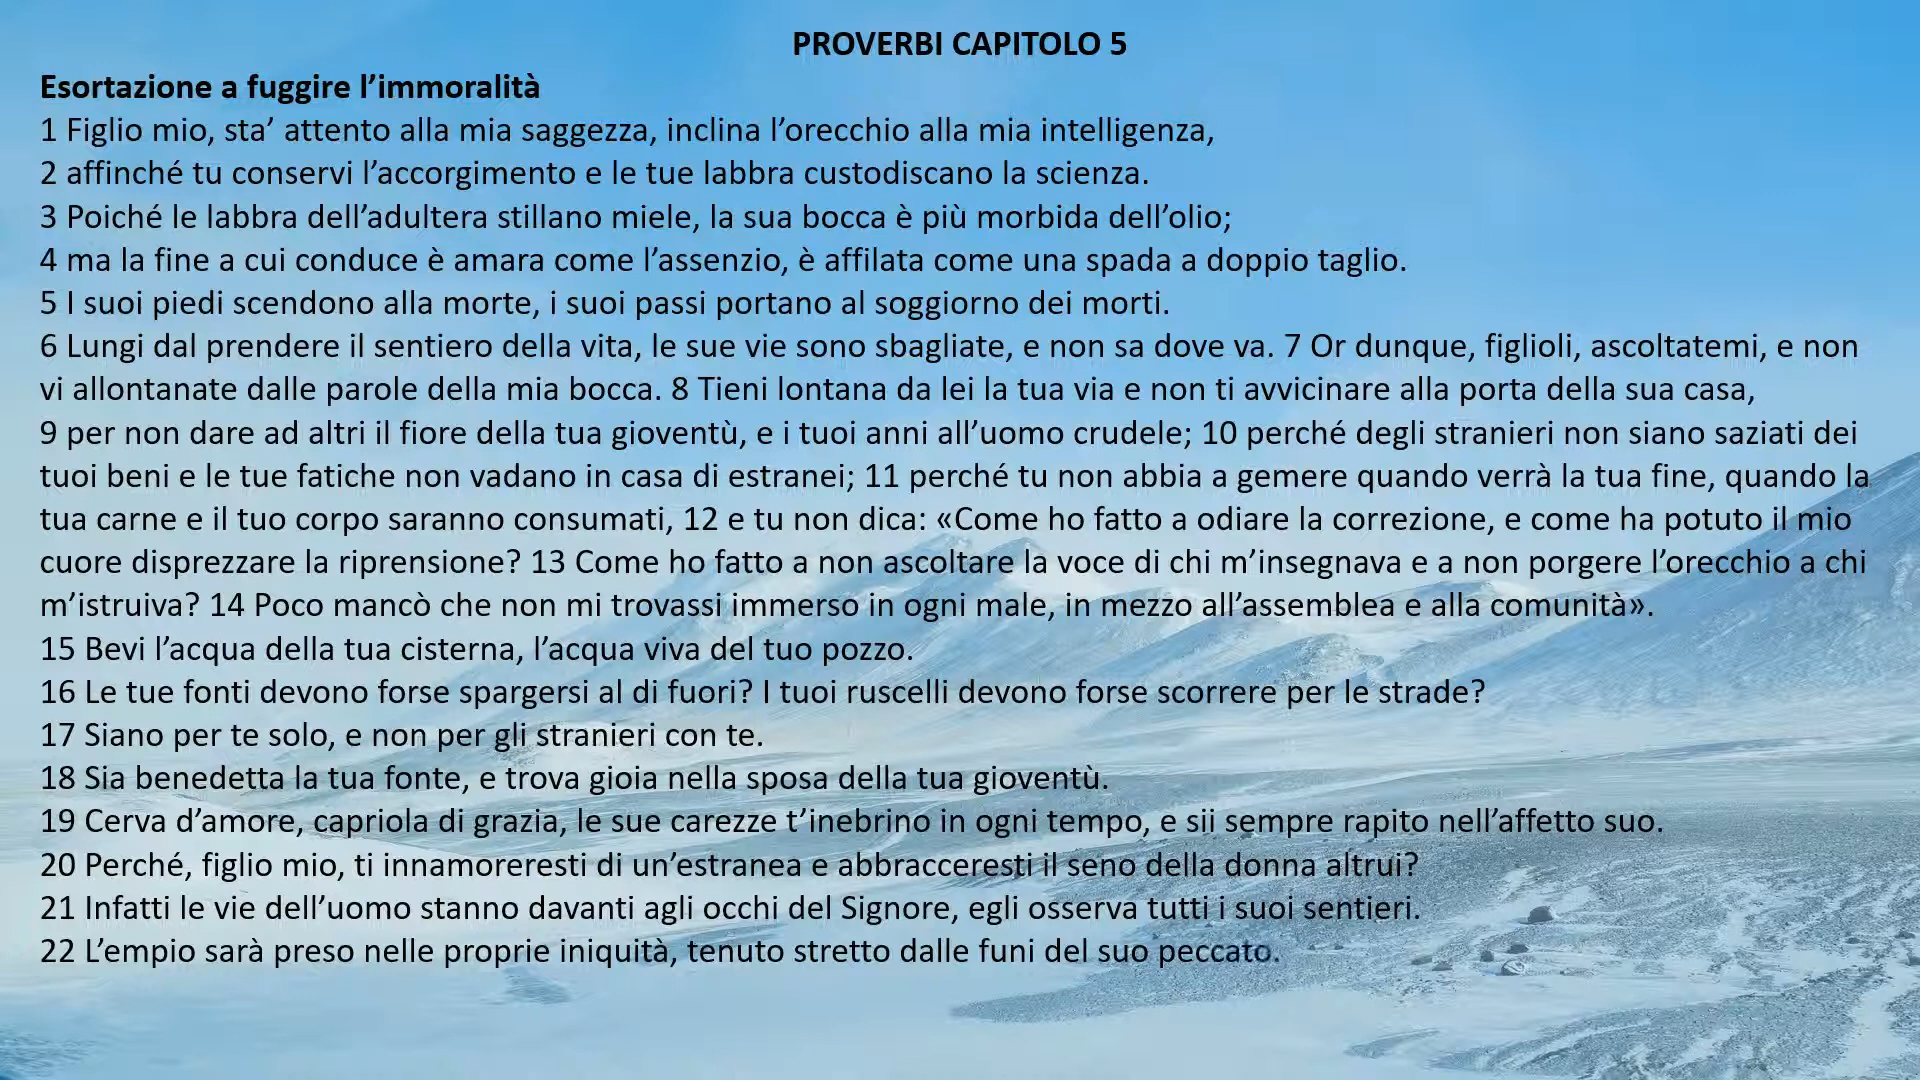 PROVERBI CAPITOLO 5
Esortazione a fuggire l’immoralità
1 Figlio mio, sta’ attento alla mia saggezza, inclina l’orecchio alla mia intelligenza,
2 affinché tu conservi l’accorgimento e le tue labbra custodiscano la scienza.
3 Poiché le labbra dell’adultera stillano miele, la sua bocca è più morbida dell’olio;
4 ma la fine a cui conduce è amara come l’assenzio, è affilata come una spada a doppio taglio.
5 I suoi piedi scendono alla morte, i suoi passi portano al soggiorno dei morti.
6 Lungi dal prendere il sentiero della vita, le sue vie sono sbagliate, e non sa dove va. 7 Or dunque, figlioli, ascoltatemi, e non
vi allontanate dalle parole della mia bocca. 8 Tieni lontana da lei la tua via e non ti avvicinare alla porta della sua casa,
9 per non dare ad altri il fiore della tua gioventù, e i tuoi anni all’uomo crudele; 10 perché degli stranieri non siano saziati dei
tuoi beni e le tue fatiche non vadano in casa di estranei; 11 perché tu non abbia a gemere quando verrà la tua fine, quando la
tua carne e il tuo corpo saranno consumati, 12 e tu non dica: «Come ho fatto a odiare la correzione, e come ha potuto il mio
cuore disprezzare la riprensione? 13 Come ho fatto a non ascoltare la voce di chi m’insegnava e a non porgere l’orecchio a chi
m’istruiva? 14 Poco mancò che non mi trovassi immerso in ogni male, in mezzo all’assemblea e alla comunità».
15 Bevi l’acqua della tua cisterna, l’acqua viva del tuo pozzo.
16 Le tue fonti devono forse spargersi al di fuori? I tuoi ruscelli devono forse scorrere per le strade?
17 Siano per te solo, e non per gli stranieri con te.
18 Sia benedetta la tua fonte, e trova gioia nella sposa della tua gioventù.
19 Cerva d’amore, capriola di grazia, le sue carezze t’inebrino in ogni tempo, e sii sempre rapito nell’affetto suo.
20 Perché, figlio mio, ti innamoreresti di un’estranea e abbracceresti il seno della donna altrui?
21 Infatti le vie dell’uomo stanno davanti agli occhi del Signore, egli osserva tutti i suoi sentieri.
22 L’empio sarà preso nelle proprie iniquità, tenuto stretto dalle funi del suo peccato.